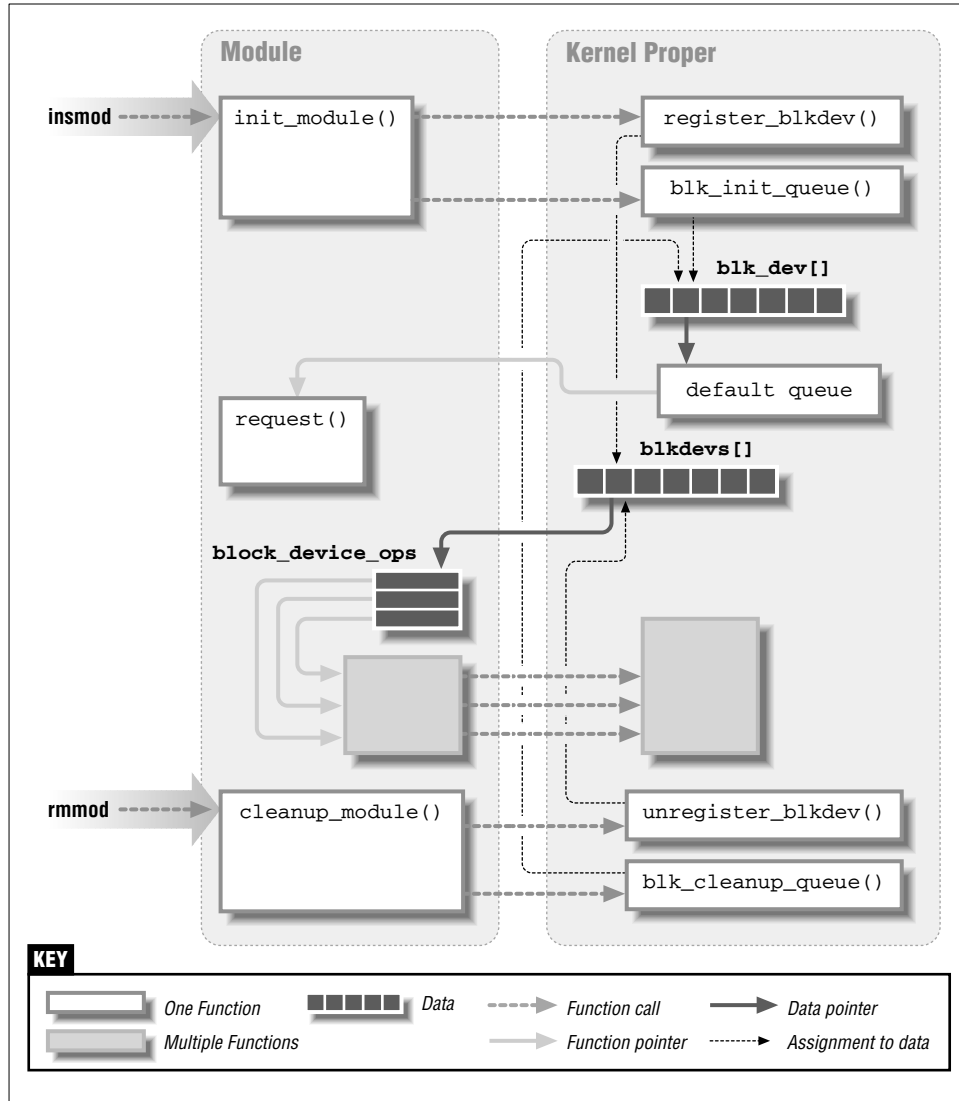 Module
Kernel Proper
insmod
init_module()
register_blkdev()
blk_init_queue()
blk_dev[]
default queue
request()
blkdevs[]
block_device_ops
rmmod
cleanup_module()
unregister_blkdev()
blk_cleanup_queue()
KEY
One Function
Data
Function call
Data pointer
Multiple Functions
Function pointer
Assignment to data